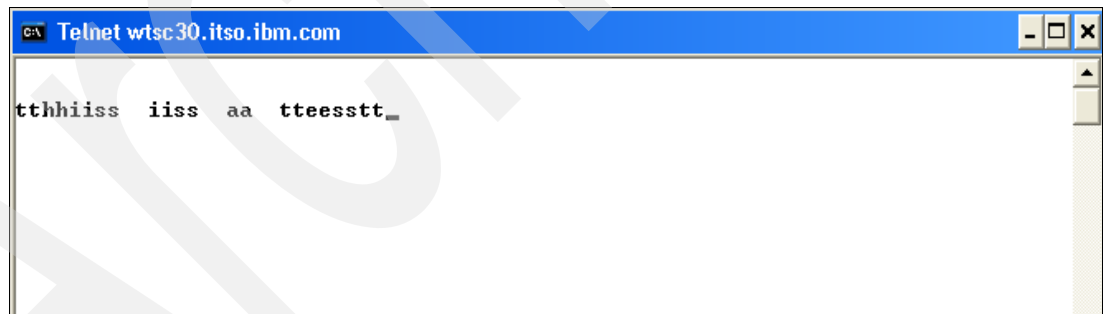 Telnet wtsc30.itso.ibm.com
tthhiiss  iiss  aa  tteesstt_